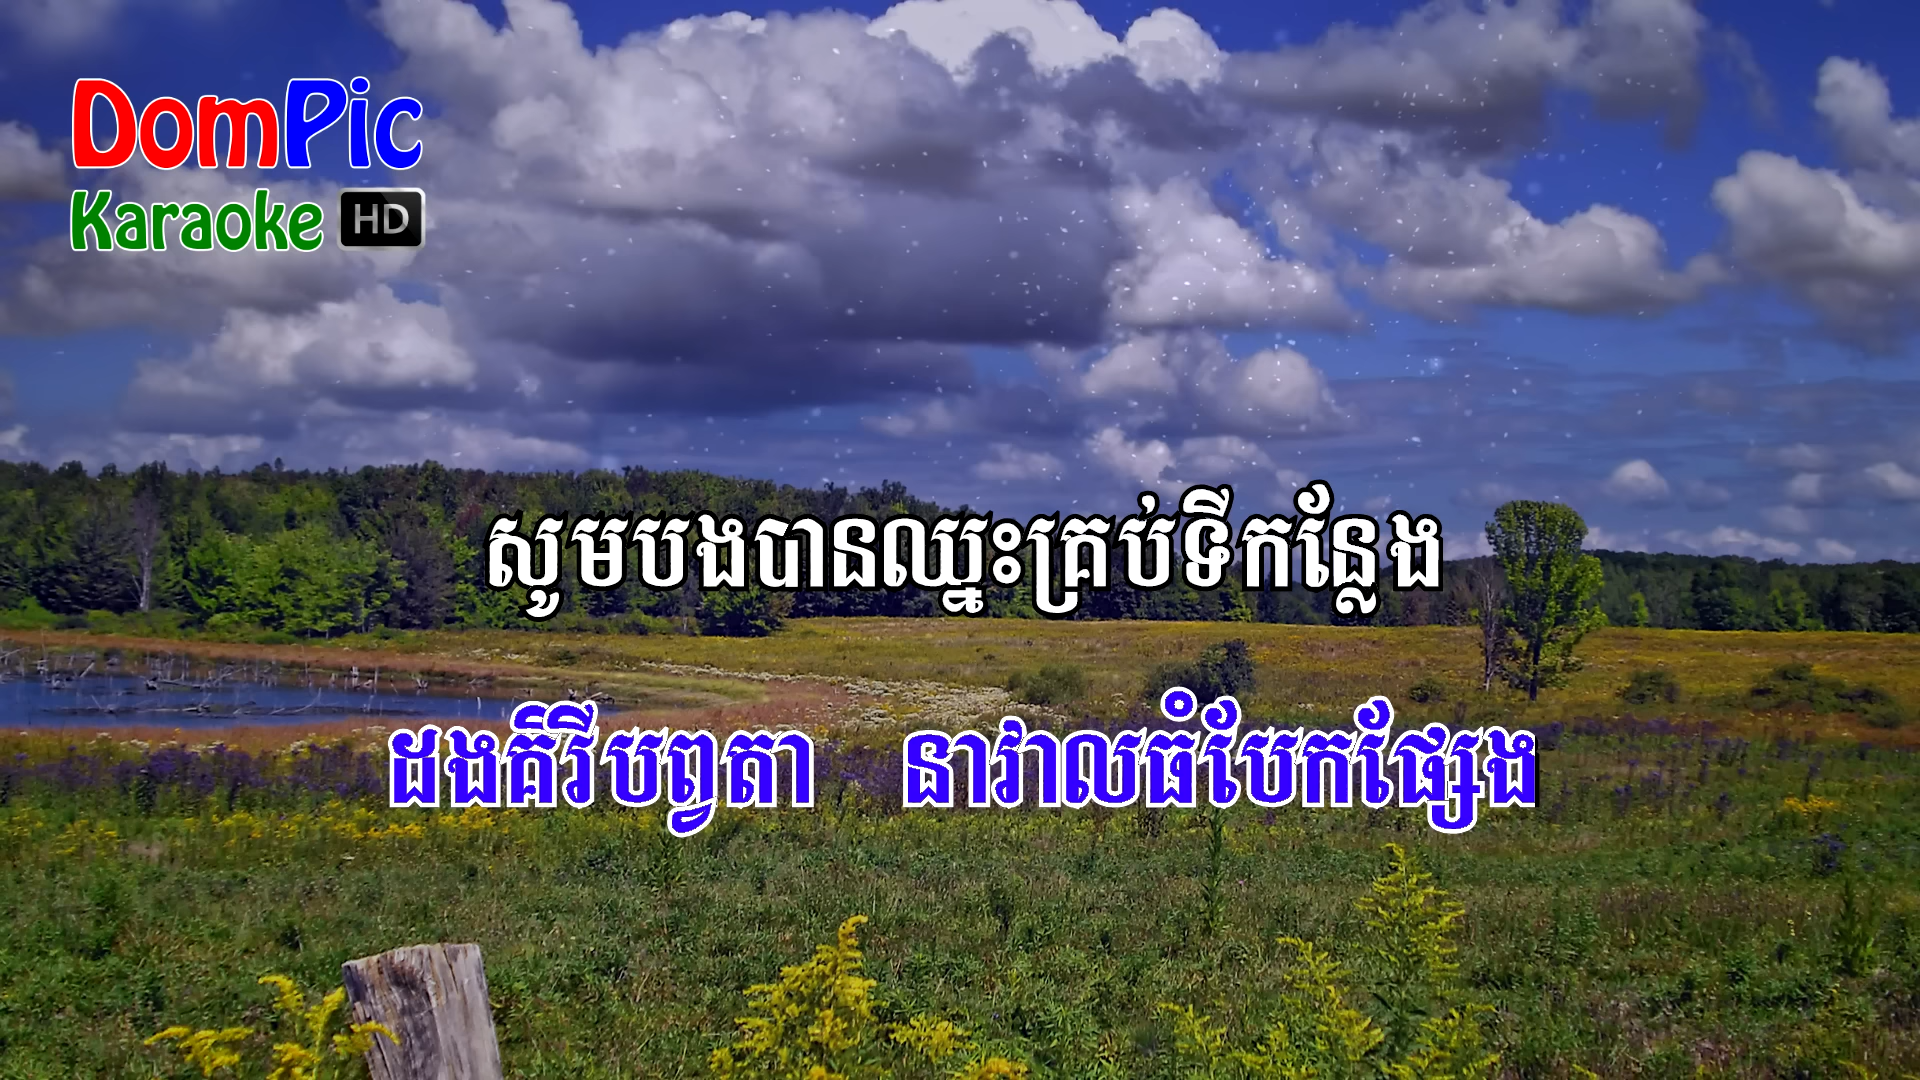 DomPic
Karaoke HD
សូមបងបានឈ្នះគ្រប់ទីកន្លែង
ដងគិរីបព្វតា នាវាលធំបែកផ្សែង